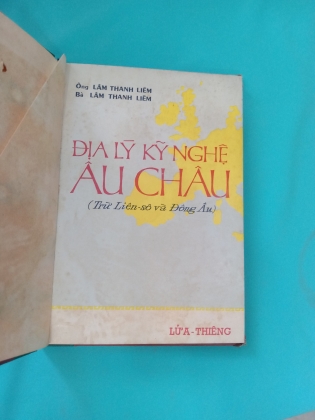 Ông LÂM THANH LIÊM
Bà LÂM THANH LIÊM
ĐỊA LÝ KỸ NGHỆ
ÂU CHÂU
(Trừ Liên-sô và Đông Âu)
LỬA-THIÊNG